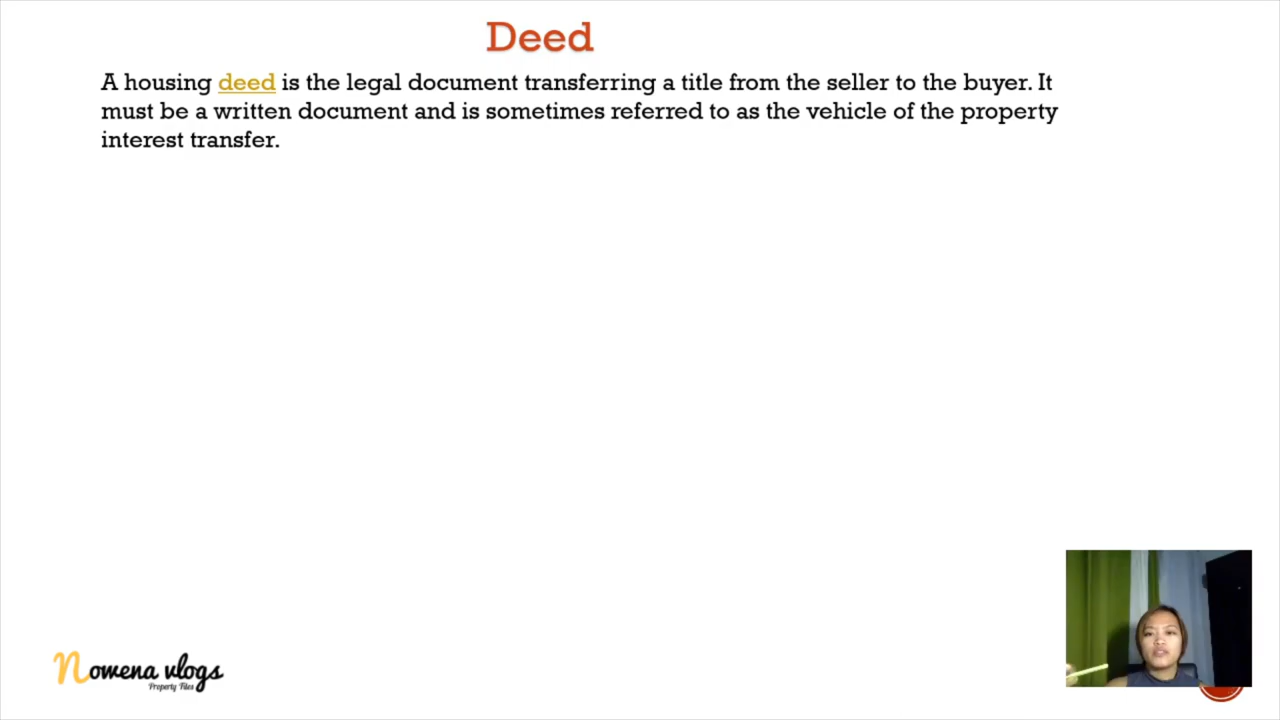 Deed
A housing deed is the legal document transferring a title from the seller to the buyer. It
must be a written document and is sometimes referred to as the vehicle of the property
interest transfer.
Nowena vlogs
Property Files